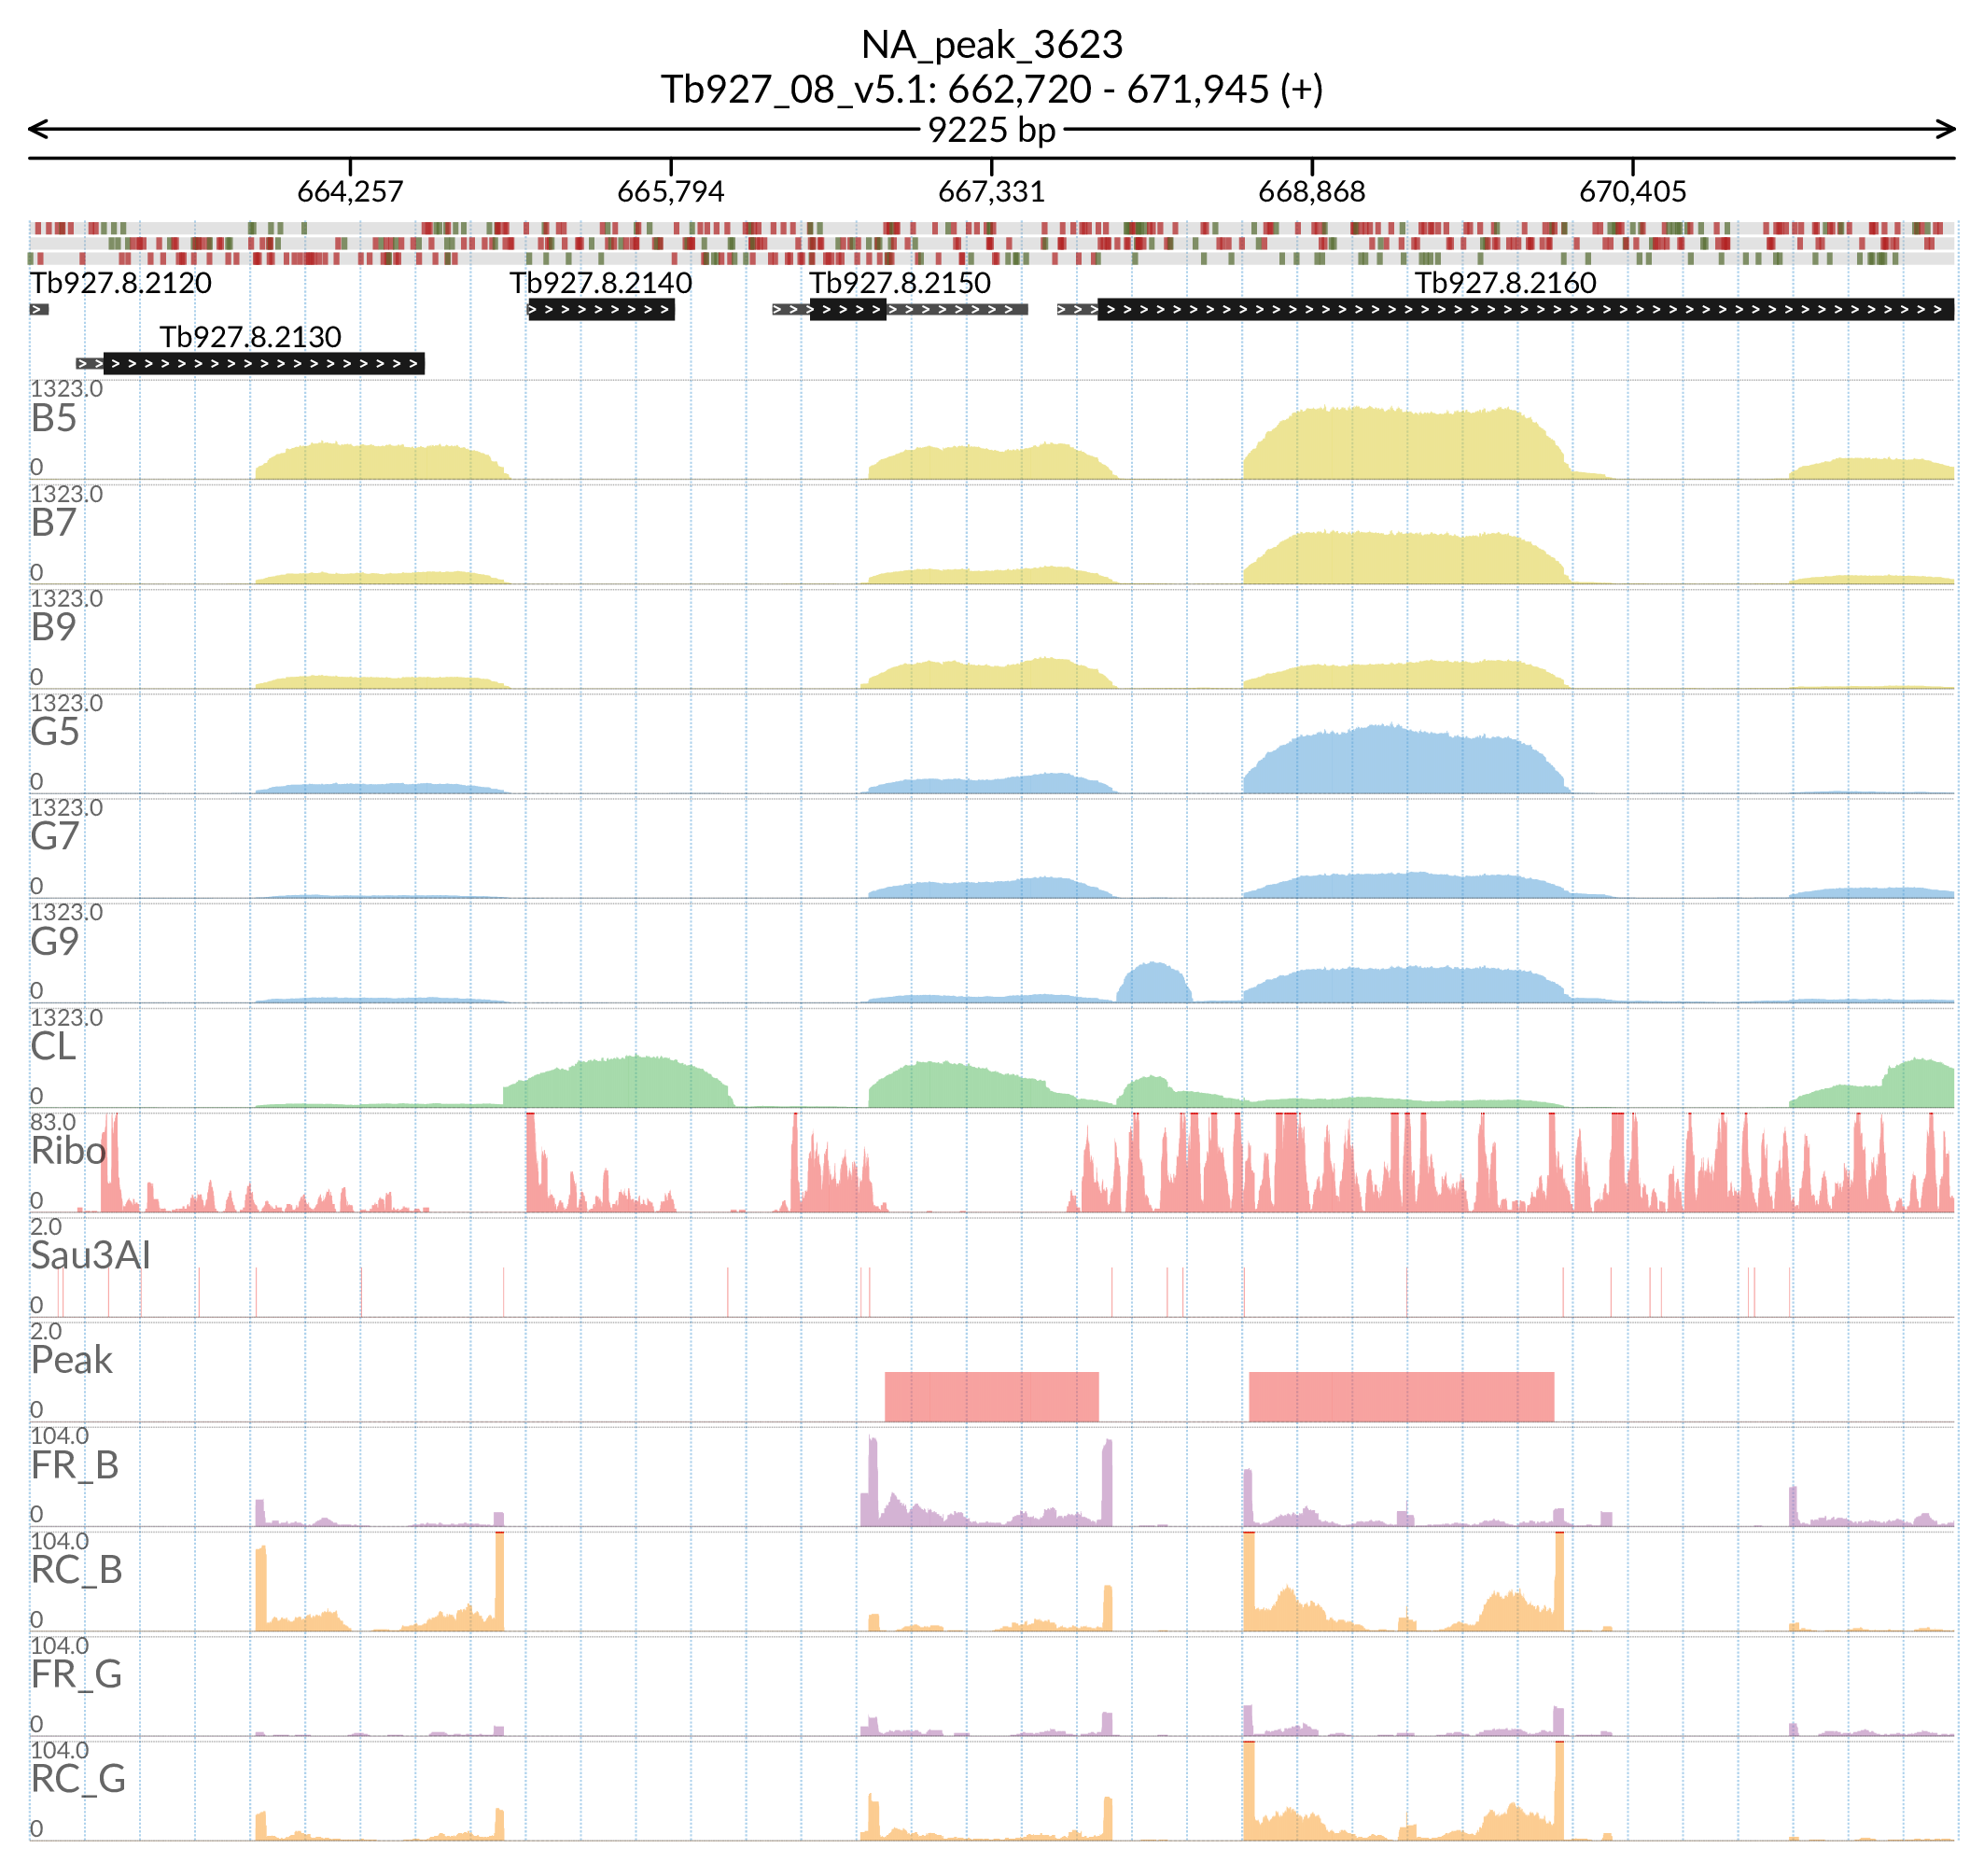 NA_peak_3623
Tb927_08_v5.1: 662,720 - 671,945 (+)
9225 bp
664,257 665,794 667,331 668,868 670,405
Tb927.8.2120 Tb927.8.2140 Tb927.8.2150 Tb927.8.2160
Tb927.8.2130
1323.0
B5
0
1323.0
B7
0
1323.0
B9
0
1323.0
G5
0
1323.0
G7
0
1323.0
G9
0
1323.0
CL
0
83.0
Ribo
0
2.0
Sau3AI
0
2.0
Peak
0
104.0
FR_B
0
104.0
RC_B
0
104.0
FR_G
0
104.0
RC_G
0